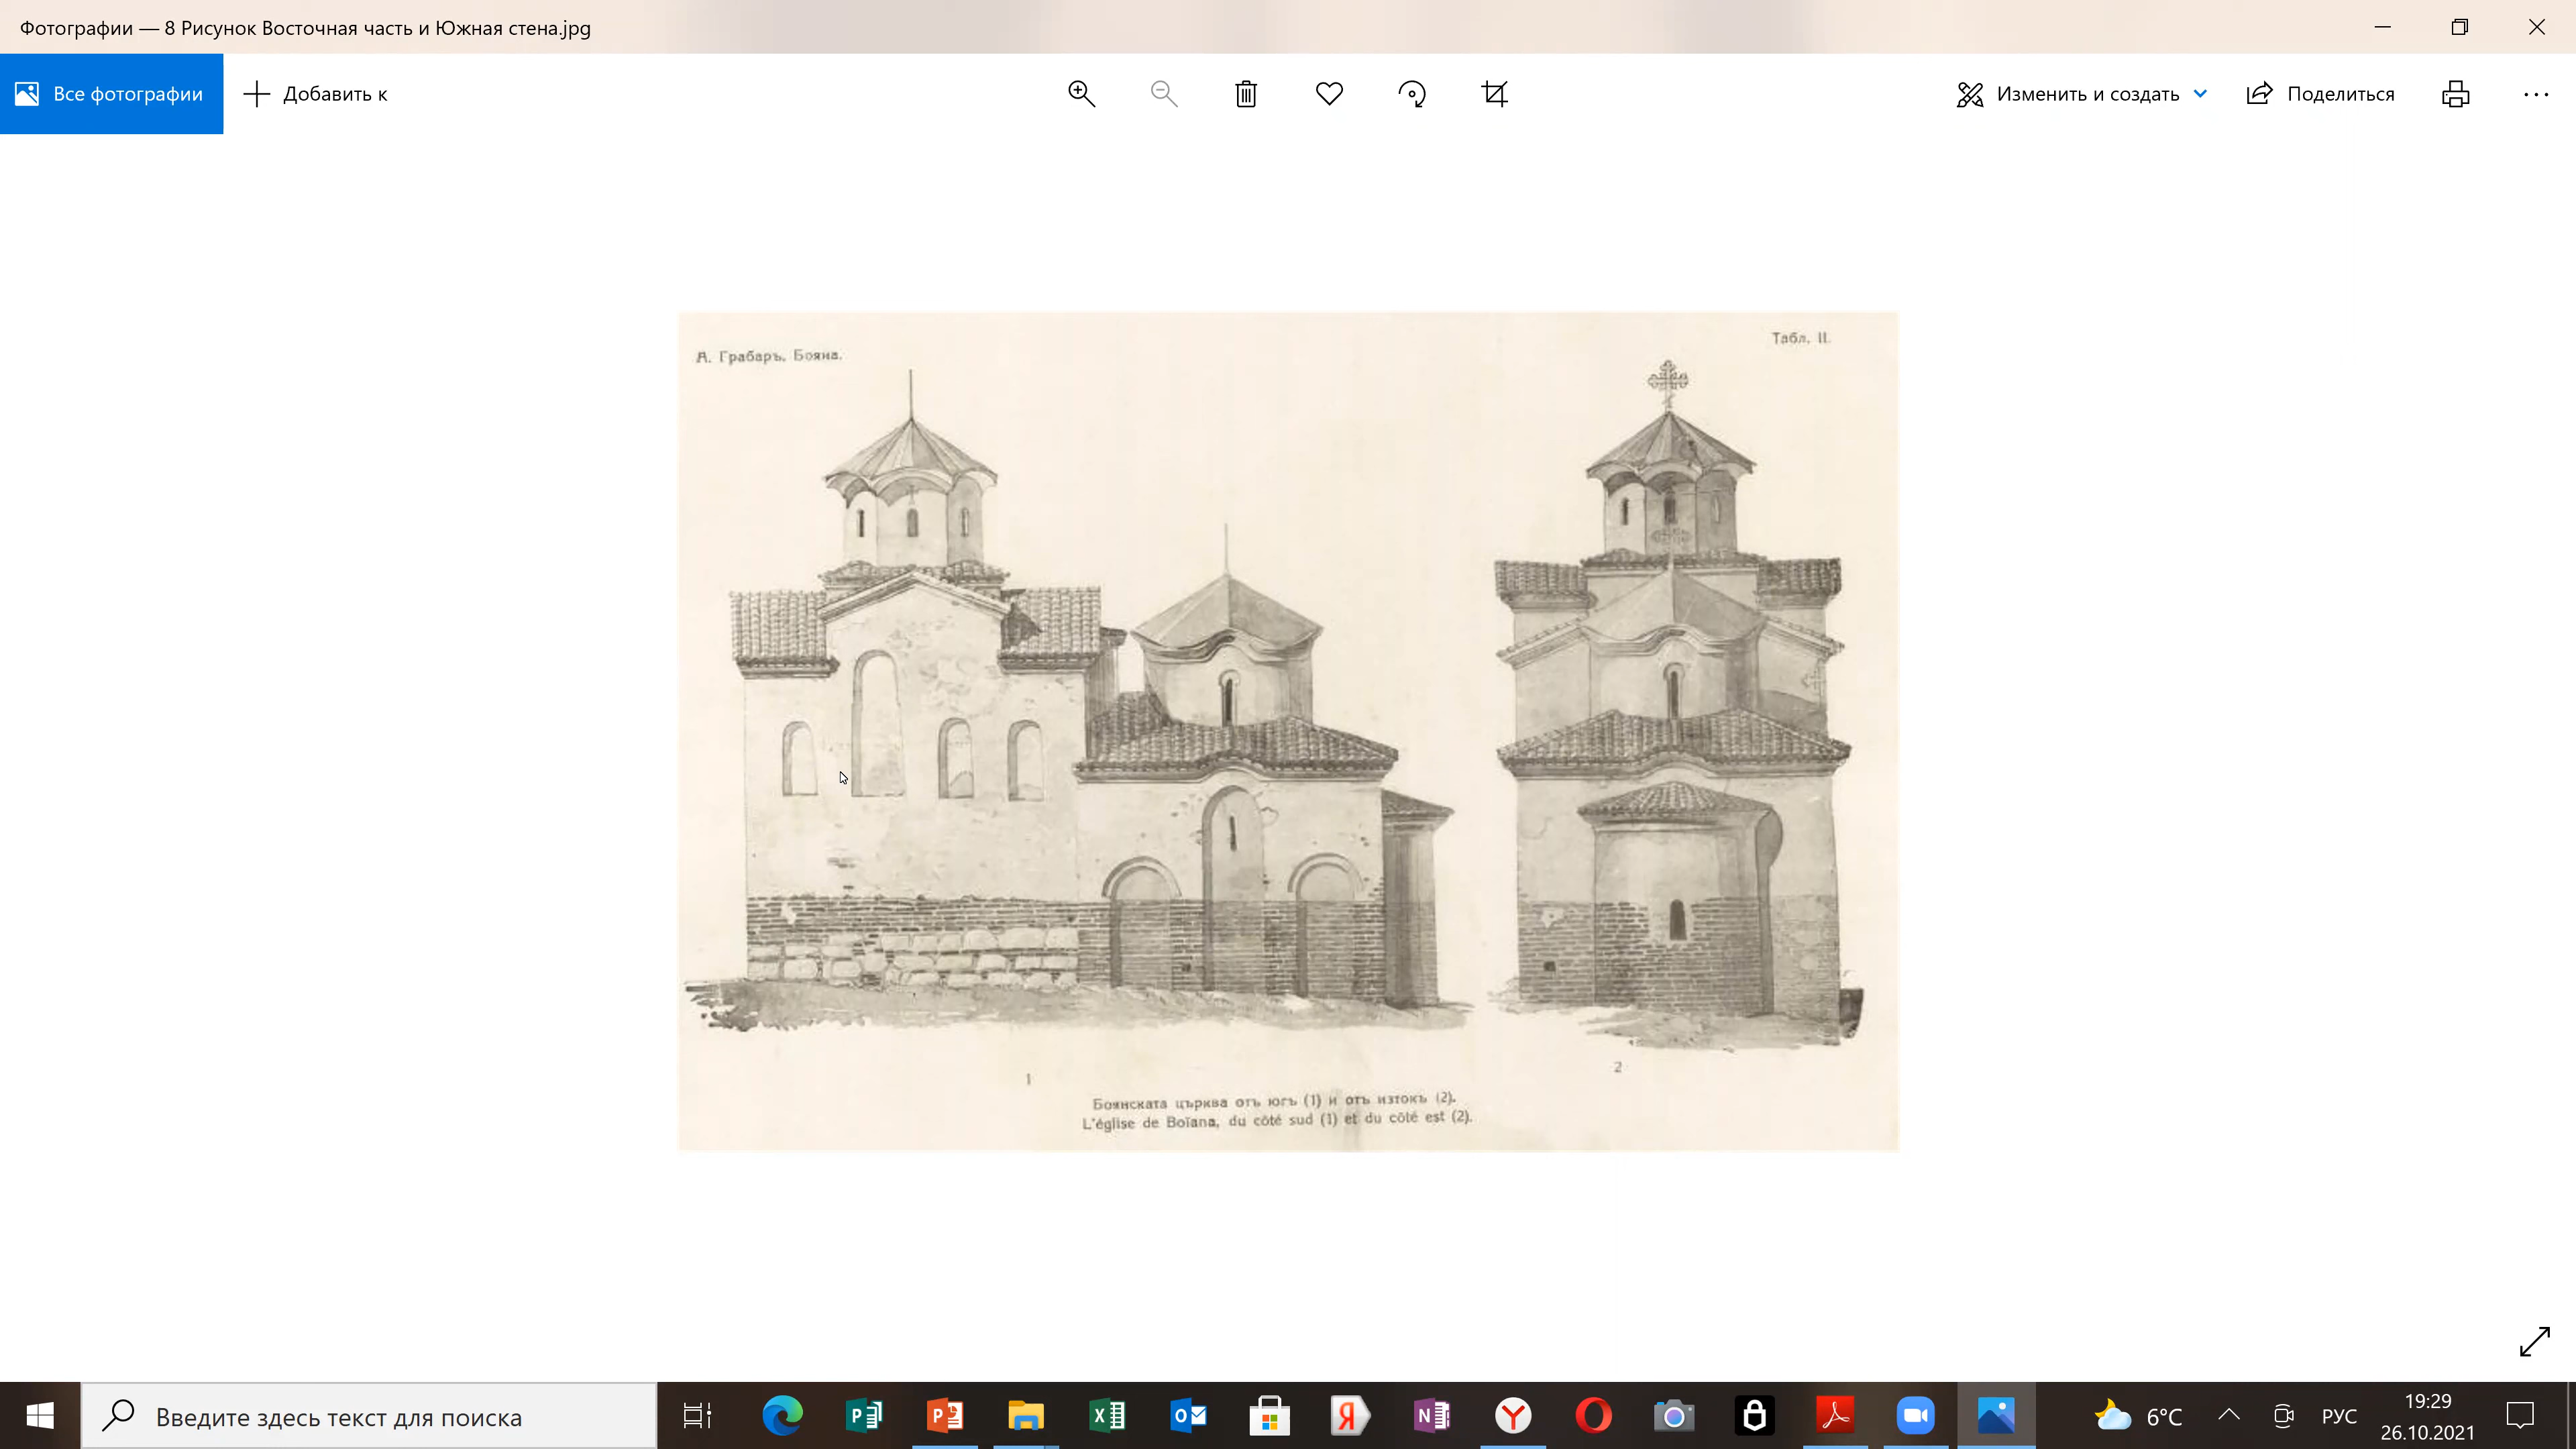 Фотографии — 8 Рисунок Восточная часть и Южная стена.jpg
Все фотографии
Добавить к
Изменить и создать
Поделиться
А. Грабаръ, Бояна.
Табл. II.
1
2
Боянската църква отъ югъ (1) и отъ изтокъ (2).
L'église de Boïana, du côté sud (1) et du côté est (2).
Введите здесь текст для поиска
6°C
РУС
19:29
26.10.2021